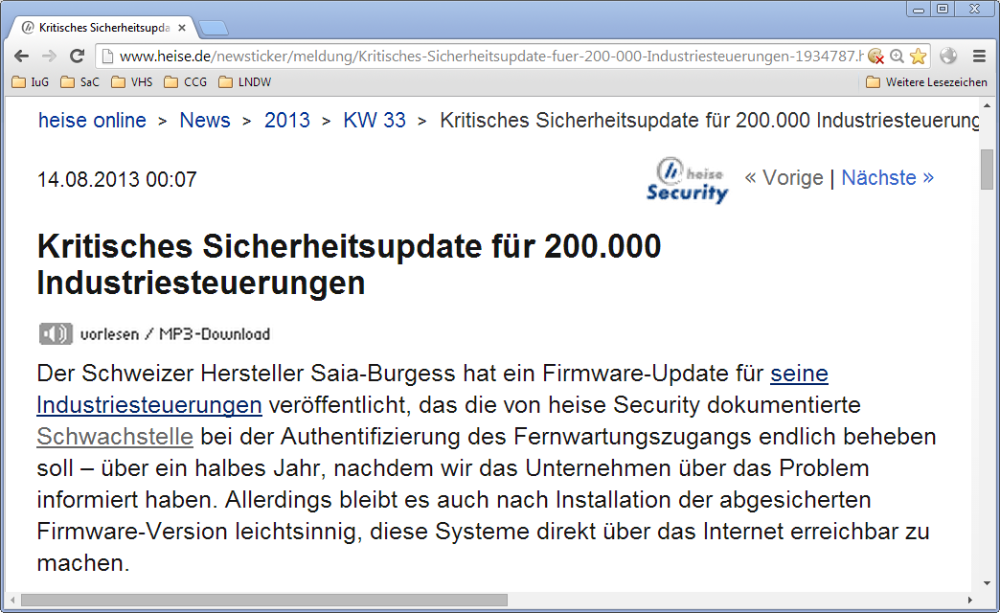 Kritisches Sicherheitsupda
www.heise.de/newsticker/meldung/Kritisches-Sicherheitsupdate-fuer-200-000-Industriesteuerungen-1934787.h
IuG SaC VHS CCG LNDW Weitere Lesezeichen
heise online > News > 2013 > KW 33 > Kritisches Sicherheitsupdate für 200.000 Industriesteuerung
14.08.2013 00:07 heise Security « Vorige | Nächste »
Kritisches Sicherheitsupdate für 200.000
Industriesteuerungen
vorlesen / MP3-Download
Der Schweizer Hersteller Saia-Burgess hat ein Firmware-Update für seine
Industriesteuerungen veröffentlicht, das die von heise Security dokumentierte
Schwachstelle bei der Authentifizierung des Fernwartungszugangs endlich beheben
soll – über ein halbes Jahr, nachdem wir das Unternehmen über das Problem
informiert haben. Allerdings bleibt es auch nach Installation der abgesicherten
Firmware-Version leichtsinnig, diese Systeme direkt über das Internet erreichbar zu
machen.